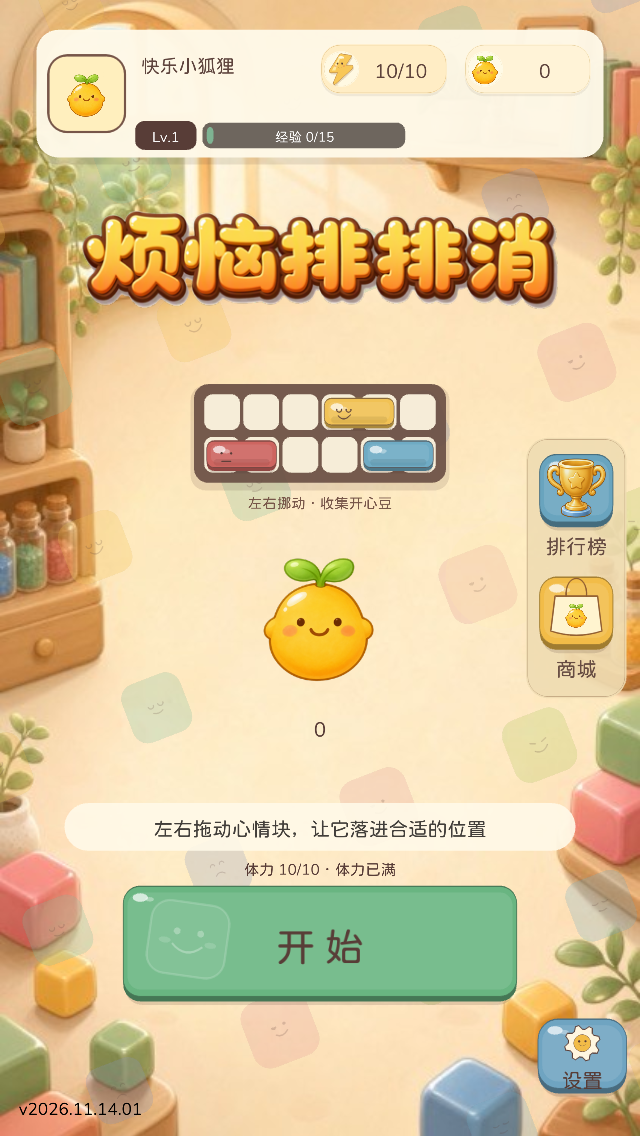 快乐小狐狸
10/10
0
Lv.1
经验 0/15
烦恼排排消
左右挪动 · 收集开心豆
排行榜
商城
0
左右拖动心情块，让它落进合适的位置
体力 10/10 · 体力已满
开始
设置
v2026.11.14.01